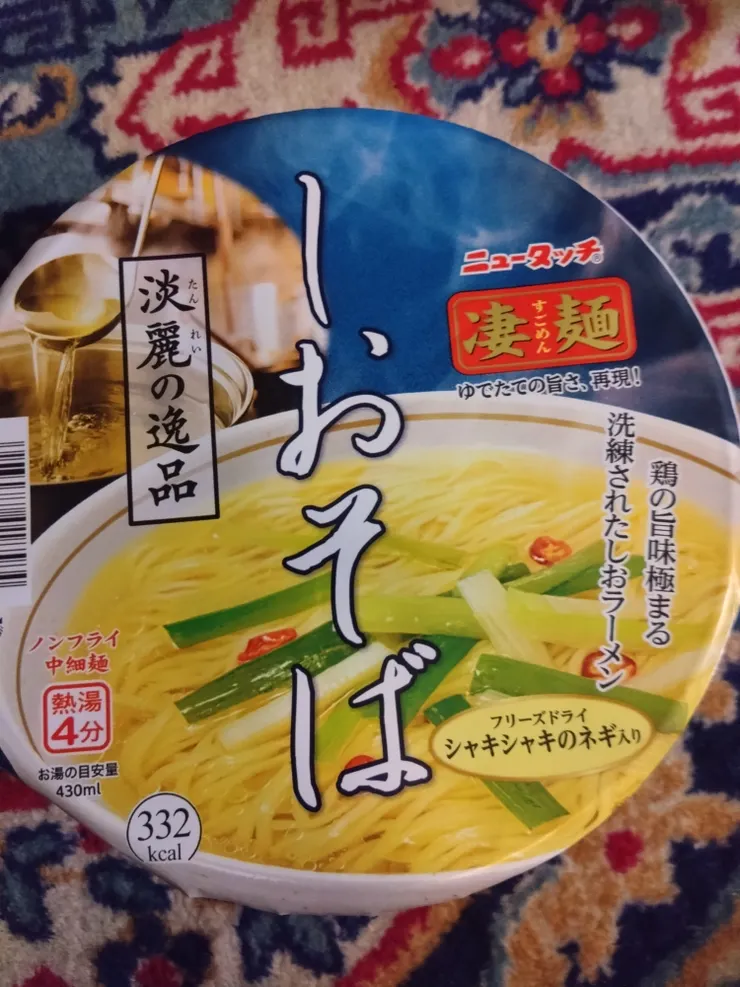 ニュータッチ®
凄麺
すごめん
ゆでたての旨さ、再現!
しおそば
淡麗の逸品
たんれい
鶏の旨味極まる
洗練されたしおラーメン
ノンフライ
中細麺
熱湯
4分
お湯の目安量
430ml
332
kcal
フリーズドライ
シャキシャキのネギ入り